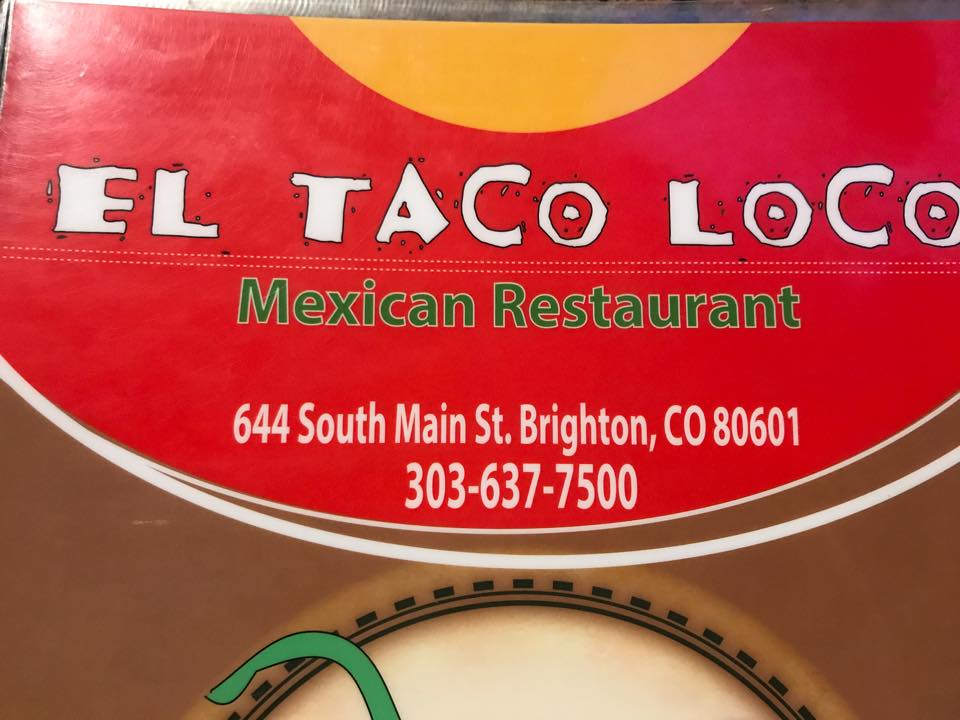 EL TACO LOCO
Mexican Restaurant
644 South Main St. Brighton, CO 80601
303-637-7500